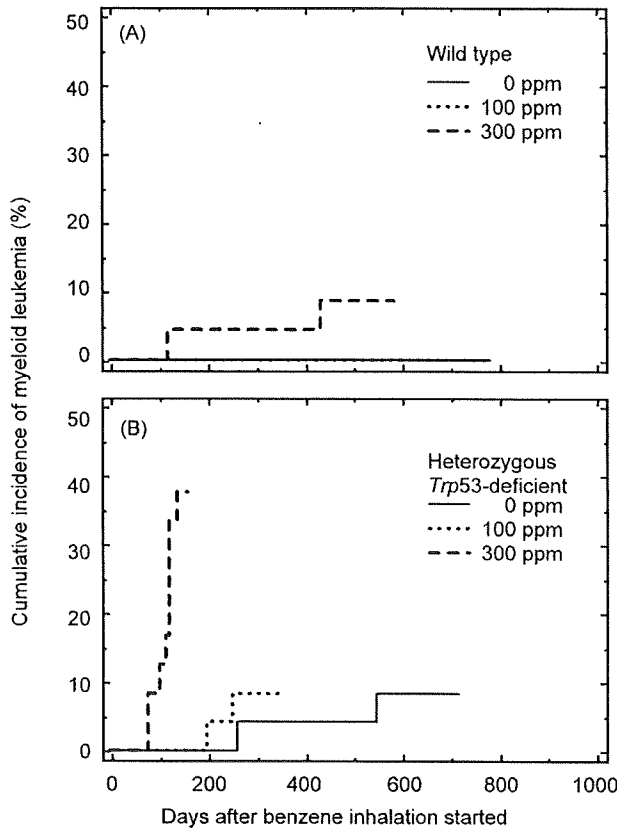 Cumulative incidence of myeloid leukemia (%)
50
40
30
20
10
0
(A)
Wild type
0 ppm
100 ppm
300 ppm
50
40
30
20
10
0
(B)
Heterozygous
Trp53-deficient
0 ppm
100 ppm
300 ppm
0 200 400 600 800 1000
Days after benzene inhalation started